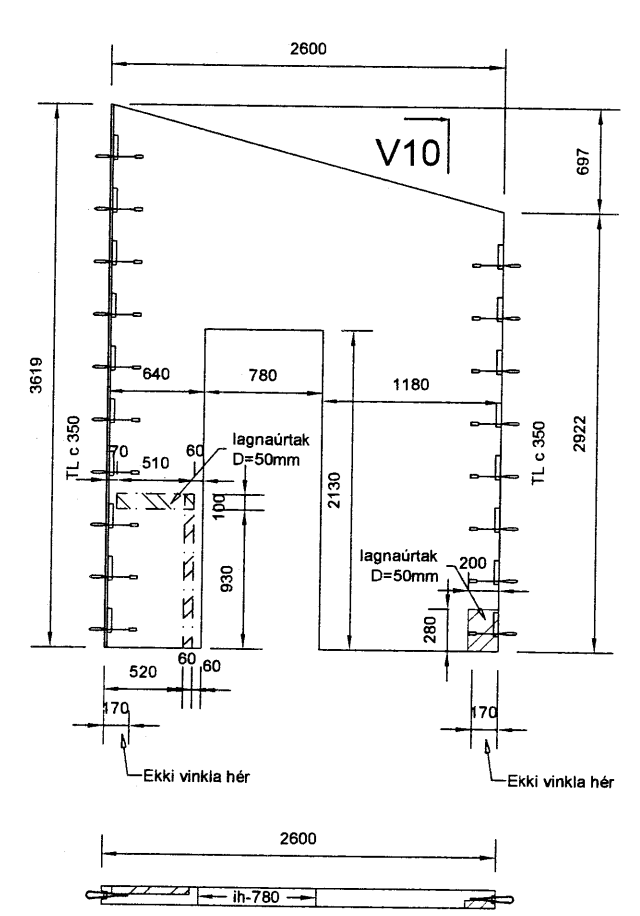 2600
V10
697
3619
640
780
1180
2922
TL c 350
TL c 350
70
510
60
lagnaúrtak
D=50mm
100
2130
930
lagnaúrtak
D=50mm
200
280
520
60
60
170
170
Ekki vinkla hér
Ekki vinkla hér
2600
ih-780